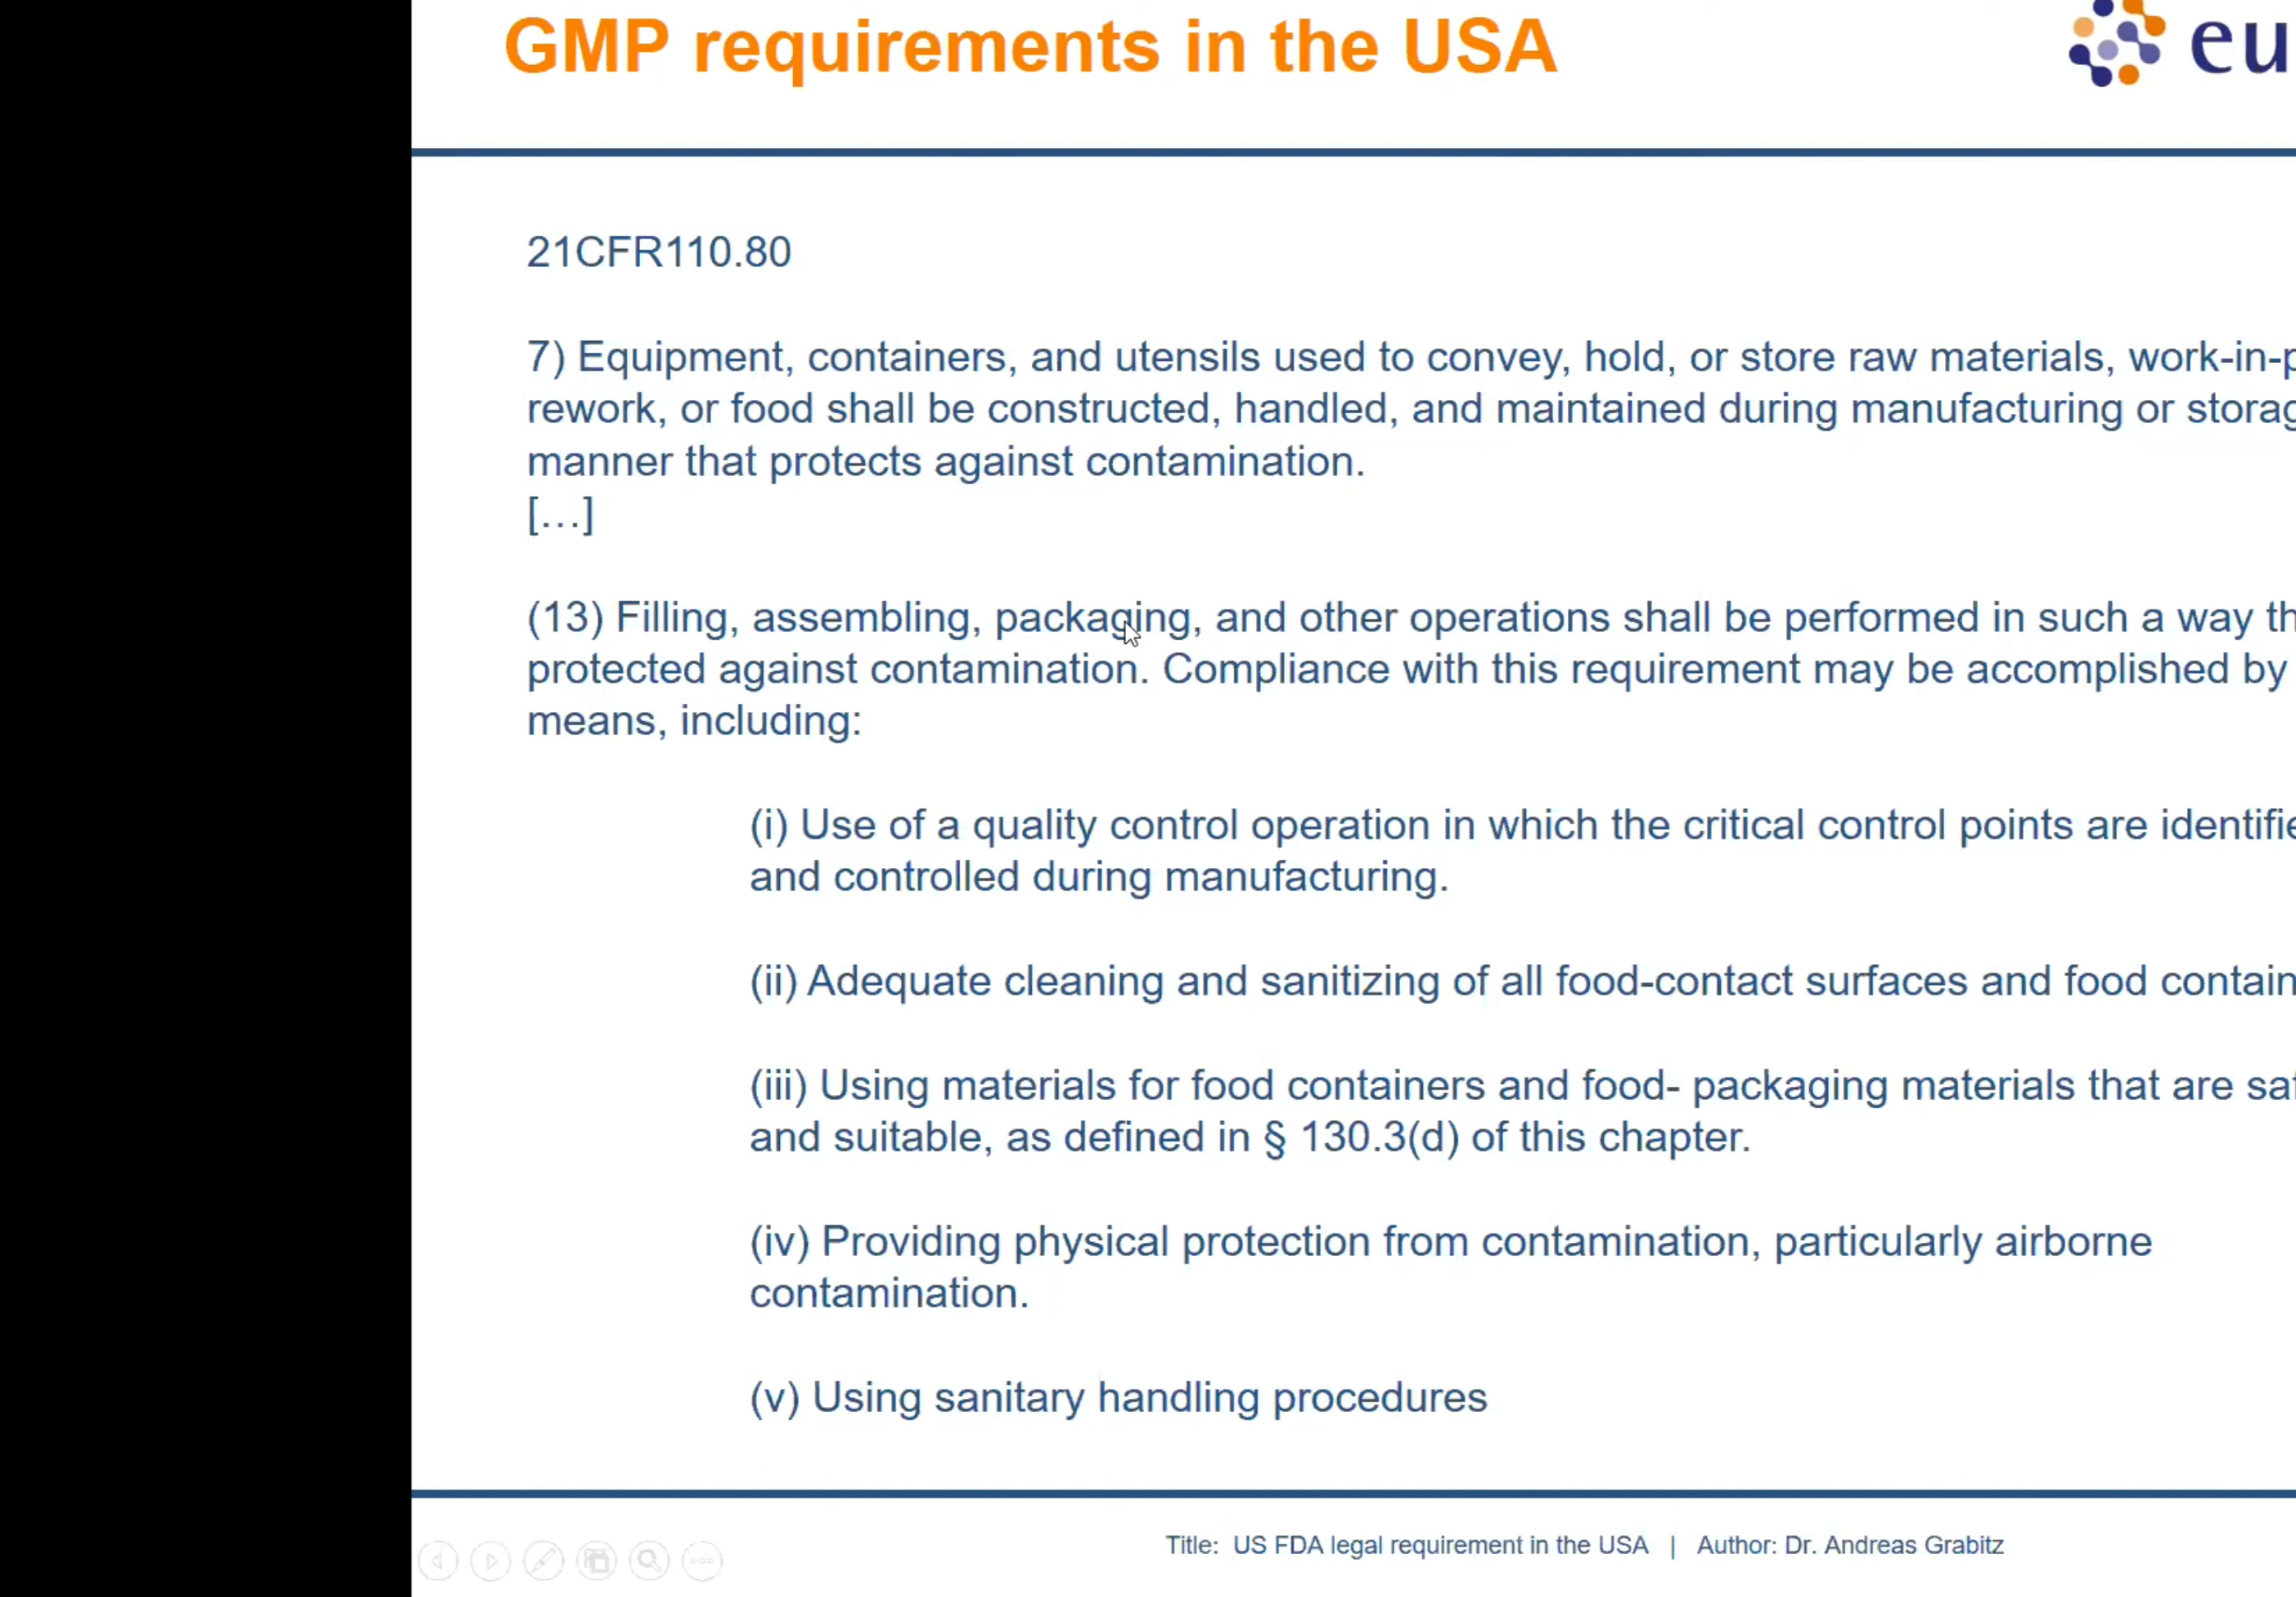 GMP requirements in the USA
eu
21CFR110.80
7) Equipment, containers, and utensils used to convey, hold, or store raw materials, work-in-p
rework, or food shall be constructed, handled, and maintained during manufacturing or storag
manner that protects against contamination.
[…]
(13) Filling, assembling, packaging, and other operations shall be performed in such a way th
protected against contamination. Compliance with this requirement may be accomplished by
means, including:
(i) Use of a quality control operation in which the critical control points are identifie
and controlled during manufacturing.
(ii) Adequate cleaning and sanitizing of all food-contact surfaces and food contain
(iii) Using materials for food containers and food- packaging materials that are saf
and suitable, as defined in § 130.3(d) of this chapter.
(iv) Providing physical protection from contamination, particularly airborne
contamination.
(v) Using sanitary handling procedures
Title: US FDA legal requirement in the USA | Author: Dr. Andreas Grabitz